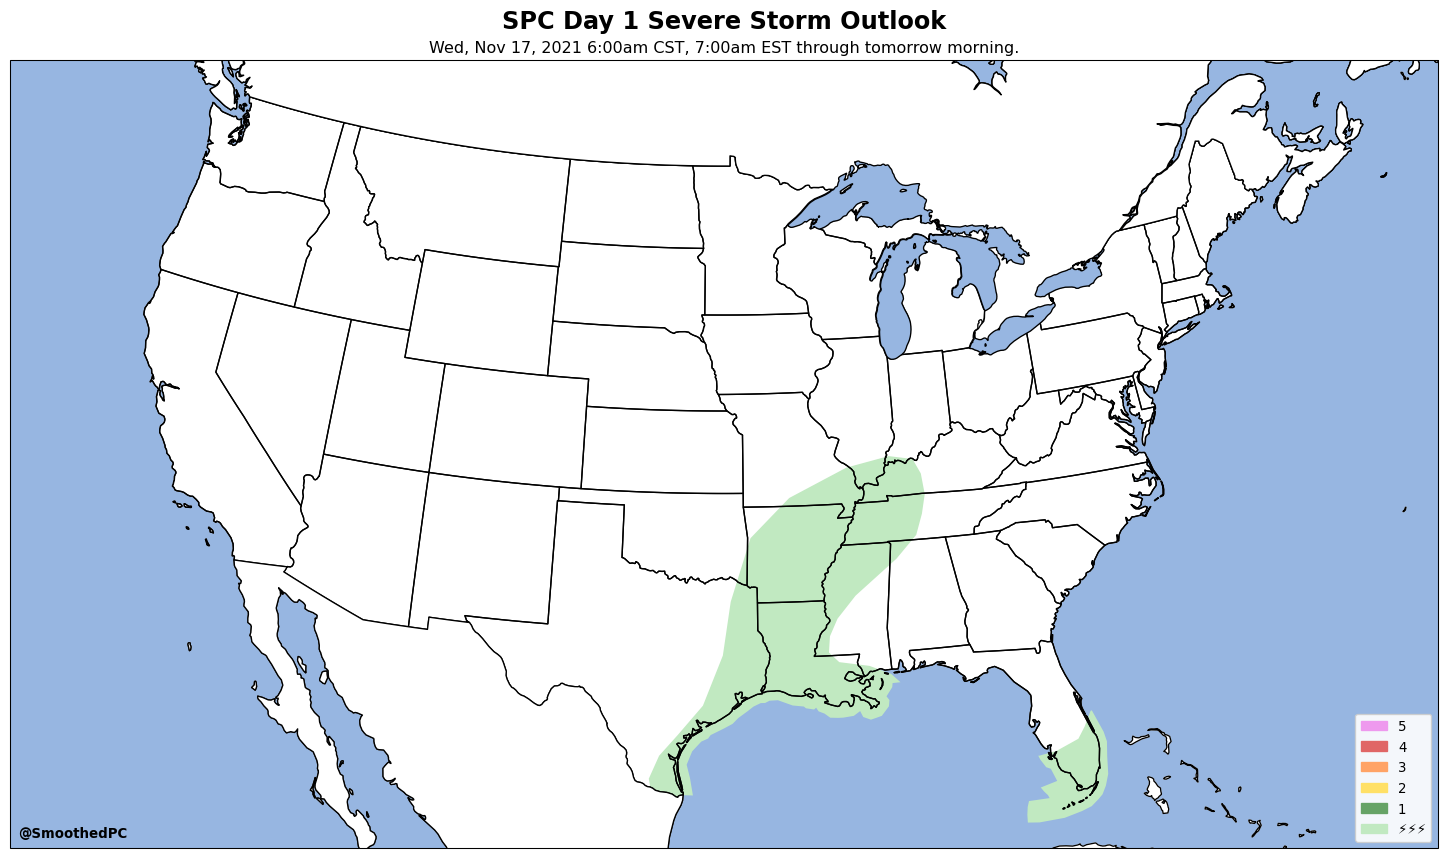 SPC Day 1 Severe Storm Outlook
Wed, Nov 17, 2021 6:00am CST, 7:00am EST through tomorrow morning.
5
4
3
2
1
⚡⚡⚡
@SmoothedPC